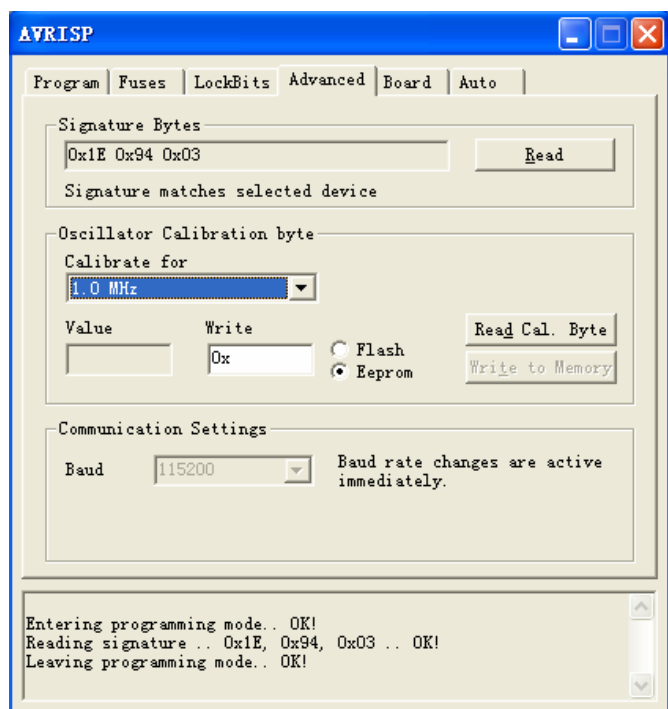 AVRISP
Program Fuses LockBits Advanced Board Auto
Signature Bytes
0x1E 0x94 0x03
Read
Signature matches selected device
Oscillator Calibration byte
Calibrate for
1.0 MHz
Value Write
0x
Flash
Eeprom
Read Cal. Byte
Write to Memory
Communication Settings
Baud 115200
Baud rate changes are active
immediately.
Entering programming mode.. OK!
Reading signature .. 0x1E, 0x94, 0x03 .. OK!
Leaving programming mode.. OK!